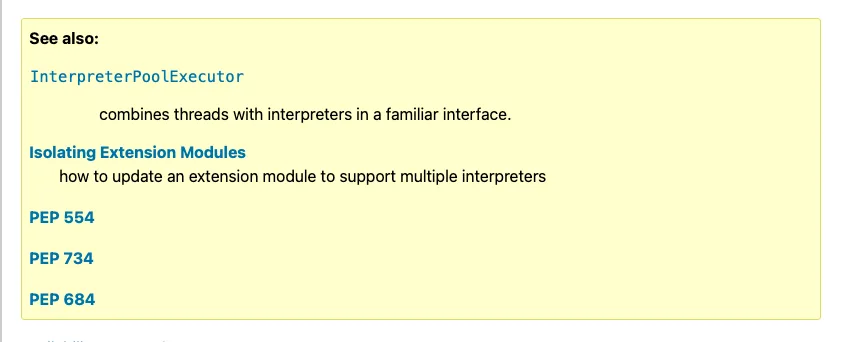 See also:
InterpreterPoolExecutor
combines threads with interpreters in a familiar interface.
Isolating Extension Modules
how to update an extension module to support multiple interpreters
PEP 554
PEP 734
PEP 684